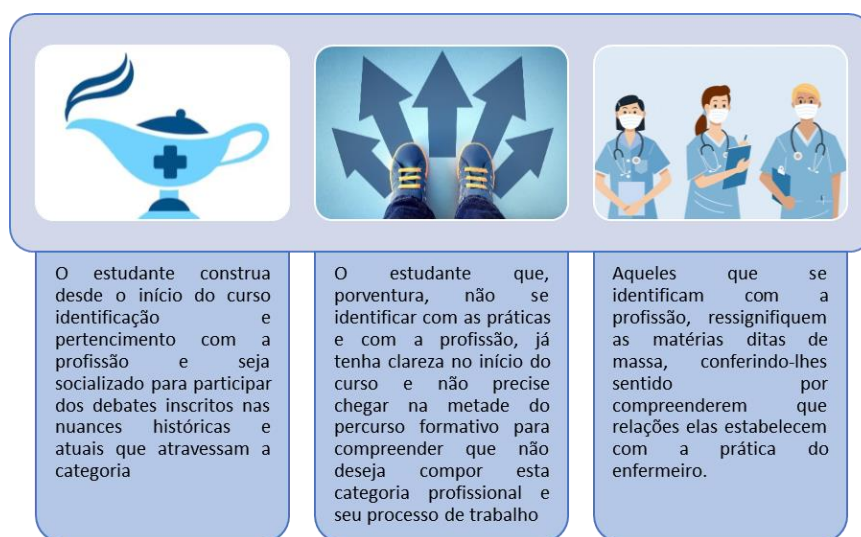 O estudante construa
desde o início do curso
identificação e
pertencimento com a
profissão e seja
socializado para participar
dos debates inscritos nas
nuances históricas e
atuais que atravessam a
categoria
O estudante que,
porventura, não se
identificar com as práticas
e com a profissão, já
tenha clareza no início do
curso e não precise
chegar na metade do
percurso formativo para
compreender que não
deseja compor esta
categoria profissional e
seu processo de trabalho
Aqueles que se
identificam com a
profissão, ressignifiquem
as matérias ditas de
massa, conferindo-lhes
sentido por
compreenderem que
relações elas estabelecem
com a prática do
enfermeiro.